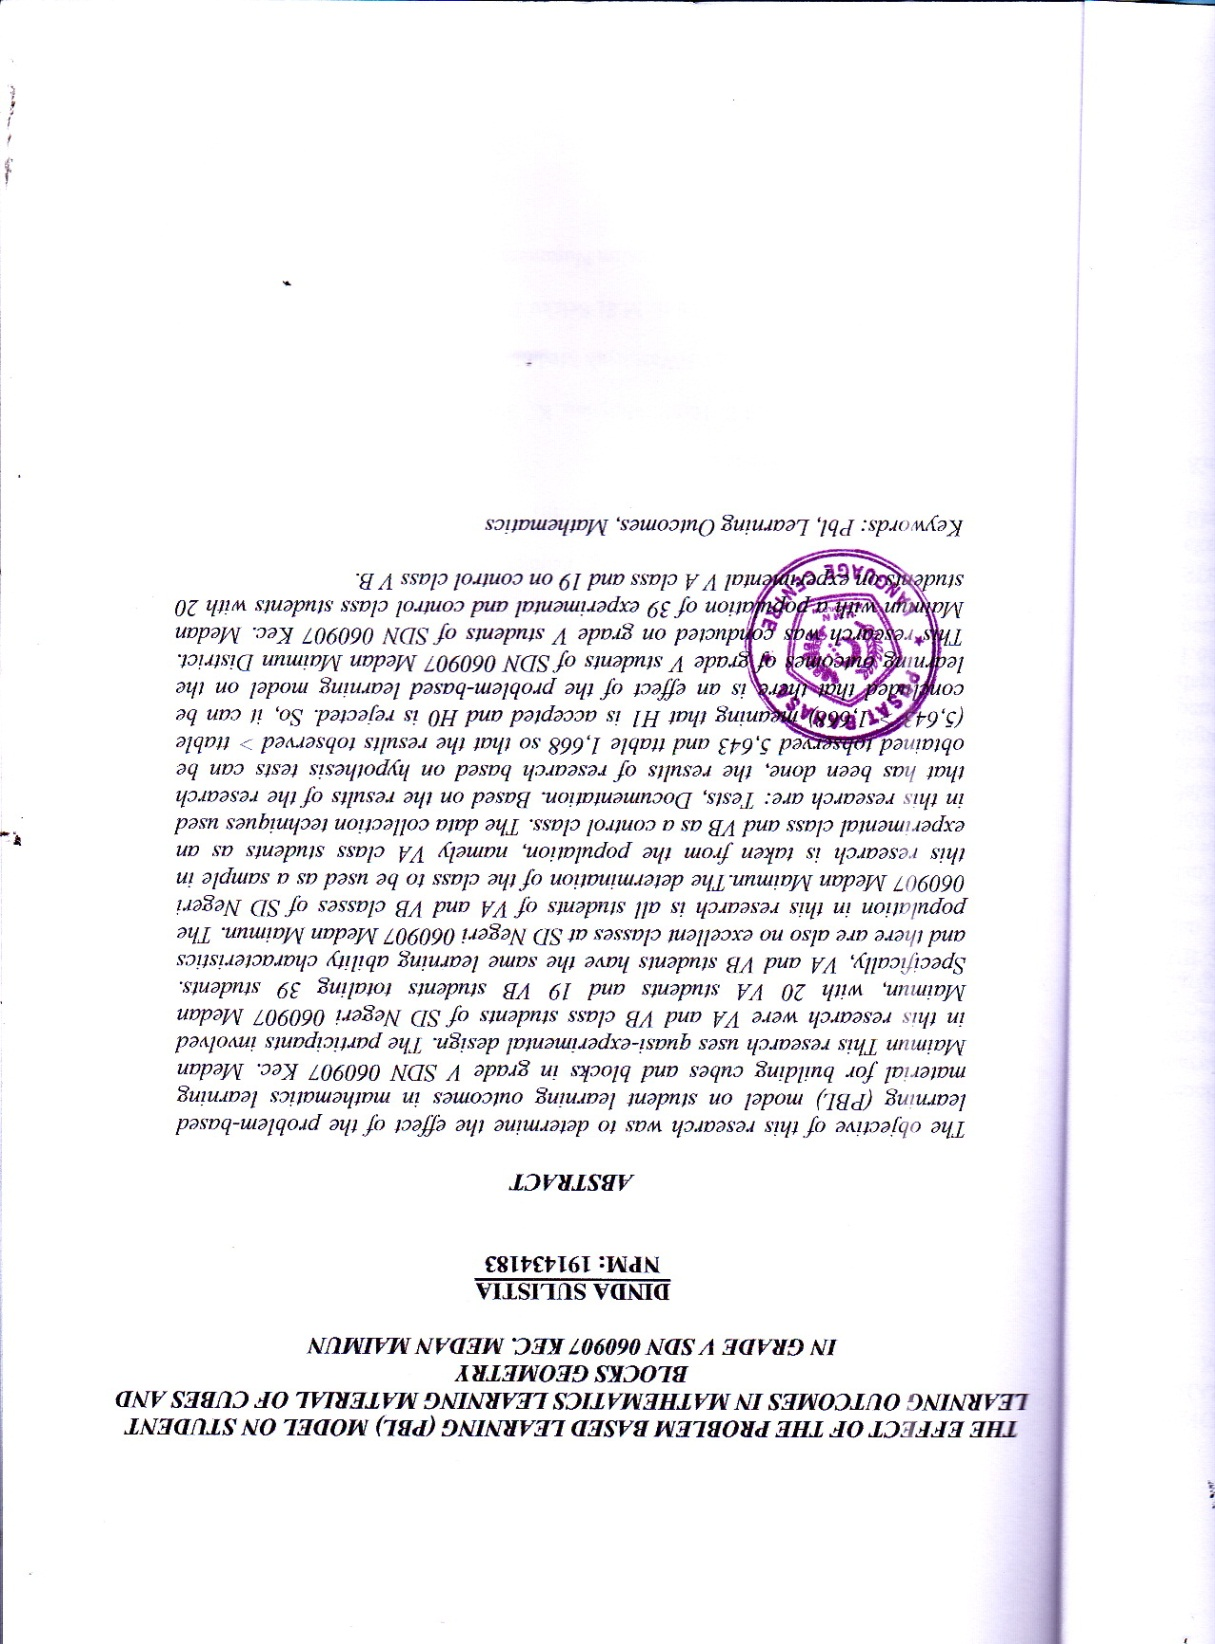 THE EFFECT OF THE PROBLEM BASED LEARNING (PBL) MODEL ON STUDENT
LEARNING OUTCOMES IN MATHEMATICS LEARNING MATERIAL OF CUBES AND
BLOCKS GEOMETRY
IN GRADE V SDN 060907 KEC. MEDAN MAIMUN
DINDA SULISTIA
NPM: 191434183
ABSTRACT
The objective of this research was to determine the effect of the problem-based
learning (PBL) model on student learning outcomes in mathematics learning
material for building cubes and blocks in grade V SDN 060907 Kec. Medan
Maimun This research uses quasi-experimental design. The participants involved
in this research were VA and VB class students of SD Negeri 060907 Medan
Maimun, with 20 VA students and 19 VB students totaling 39 students.
Specifically, VA and VB students have the same learning ability characteristics
and there are also no excellent classes at SD Negeri 060907 Medan Maimun. The
population in this research is all students of VA and VB classes of SD Negeri
060907 Medan Maimun.The determination of the class to be used as a sample in
this research is taken from the population, namely VA class students as an
experimental class and VB as a control class. The data collection techniques used
in this research are: Tests, Documentation. Based on the results of the research
that has been done, the results of research based on hypothesis tests can be
obtained tobserved 5,643 and ttable 1,668 so that the results tobserved > ttable
(5,643 > 1,668) meaning that H1 is accepted and H0 is rejected. So, it can be
concluded that there is an effect of the problem-based learning model on the
learning outcomes of grade V students of SDN 060907 Medan Maimun District.
This research was conducted on grade V students of SDN 060907 Kec. Medan
Maimun with a population of 39 experimental and control class students with 20
students on experimental V A class and 19 on control class V B.
Keywords: Pbl, Learning Outcomes, Mathematics
PUSAT BAHASA
LANGUAGE CENTRE